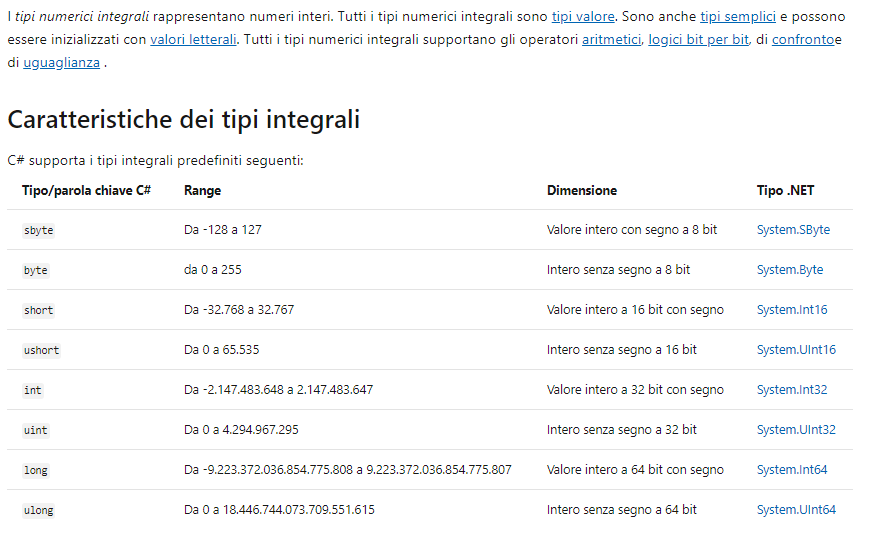 I tipi numerici integrali rappresentano numeri interi. Tutti i tipi numerici integrali sono tipi valore. Sono anche tipi semplici e possono
essere inizializzati con valori letterali. Tutti i tipi numerici integrali supportano gli operatori aritmetici, logici bit per bit, di confrontoe
di uguaglianza .
Caratteristiche dei tipi integrali
C# supporta i tipi integrali predefiniti seguenti:
Tipo/parola chiave C# Range Dimensione Tipo .NET
sbyte Da -128 a 127 Valore intero con segno a 8 bit System.SByte
byte da 0 a 255 Intero senza segno a 8 bit System.Byte
short Da -32.768 a 32.767 Valore intero a 16 bit con segno System.Int16
ushort Da 0 a 65.535 Intero senza segno a 16 bit System.UInt16
int Da -2.147.483.648 a 2.147.483.647 Valore intero a 32 bit con segno System.Int32
uint Da 0 a 4.294.967.295 Intero senza segno a 32 bit System.UInt32
long Da -9.223.372.036.854.775.808 a 9.223.372.036.854.775.807 Valore intero a 64 bit con segno System.Int64
ulong Da 0 a 18.446.744.073.709.551.615 Intero senza segno a 64 bit System.UInt64